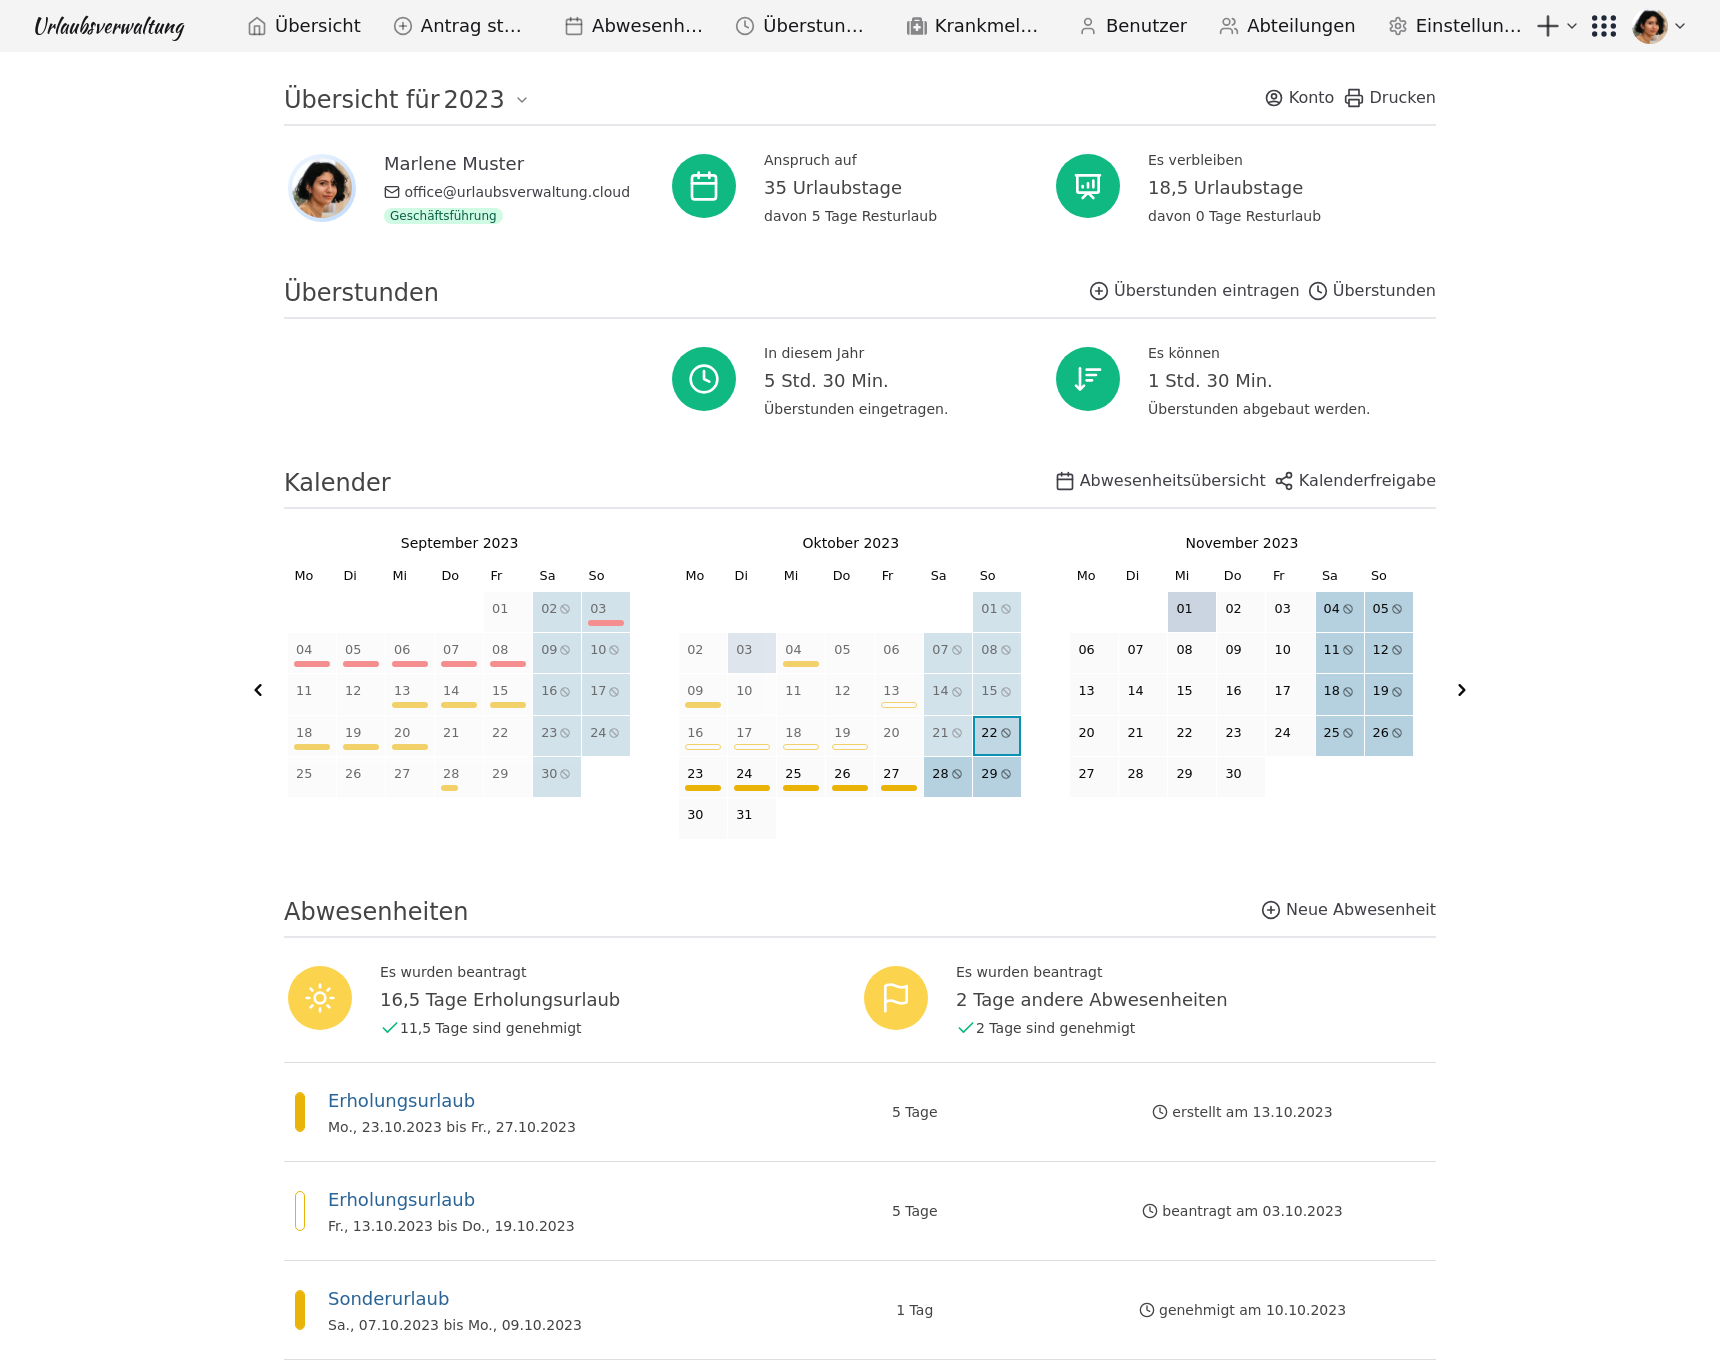 Urlaubsverwaltung Übersicht Antrag st... Abwesenh... Überstun... Krankmel... Benutzer Abteilungen Einstellun...
Übersicht für 2023 Konto Drucken
Marlene Muster
office@urlaubsverwaltung.cloud
Geschäftsführung
Anspruch auf
35 Urlaubstage
davon 5 Tage Resturlaub
Es verbleiben
18,5 Urlaubstage
davon 0 Tage Resturlaub
Überstunden Überstunden eintragen Überstunden
In diesem Jahr
5 Std. 30 Min.
Überstunden eingetragen.
Es können
1 Std. 30 Min.
Überstunden abgebaut werden.
Kalender Abwesenheitsübersicht Kalenderfreigabe
September 2023
Mo Di Mi Do Fr Sa So
01 02 03
04 05 06 07 08 09 10
11 12 13 14 15 16 17
18 19 20 21 22 23 24
25 26 27 28 29 30
Oktober 2023
Mo Di Mi Do Fr Sa So
01
02 03 04 05 06 07 08
09 10 11 12 13 14 15
16 17 18 19 20 21 22
23 24 25 26 27 28 29
30 31
November 2023
Mo Di Mi Do Fr Sa So
01 02 03 04 05
06 07 08 09 10 11 12
13 14 15 16 17 18 19
20 21 22 23 24 25 26
27 28 29 30
Abwesenheiten Neue Abwesenheit
Es wurden beantragt
16,5 Tage Erholungsurlaub
11,5 Tage sind genehmigt
Es wurden beantragt
2 Tage andere Abwesenheiten
2 Tage sind genehmigt
Erholungsurlaub
Mo., 23.10.2023 bis Fr., 27.10.2023
5 Tage
erstellt am 13.10.2023
Erholungsurlaub
Fr., 13.10.2023 bis Do., 19.10.2023
5 Tage
beantragt am 03.10.2023
Sonderurlaub
Sa., 07.10.2023 bis Mo., 09.10.2023
1 Tag
genehmigt am 10.10.2023